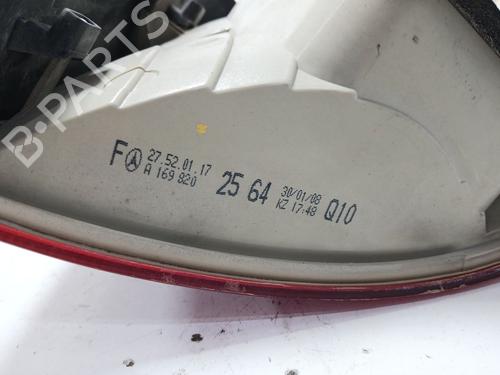 B-PARTS
F 27.52.01.17
A 169 820 25 64
30/01/08
KZ 17:48 Q10